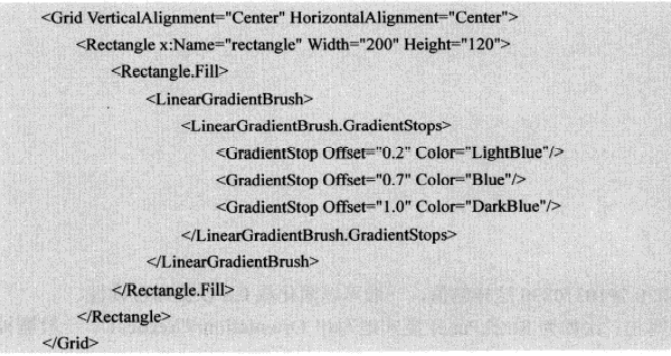 <Grid VerticalAlignment="Center" HorizontalAlignment="Center">
<Rectangle x:Name="rectangle" Width="200" Height="120">
<Rectangle.Fill>
<LinearGradientBrush>
<LinearGradientBrush.GradientStops>
<GradientStop Offset="0.2" Color="LightBlue"/>
<GradientStop Offset="0.7" Color="Blue"/>
<GradientStop Offset="1.0" Color="DarkBlue"/>
</LinearGradientBrush.GradientStops>
</LinearGradientBrush>
</Rectangle.Fill>
</Rectangle>
</Grid>